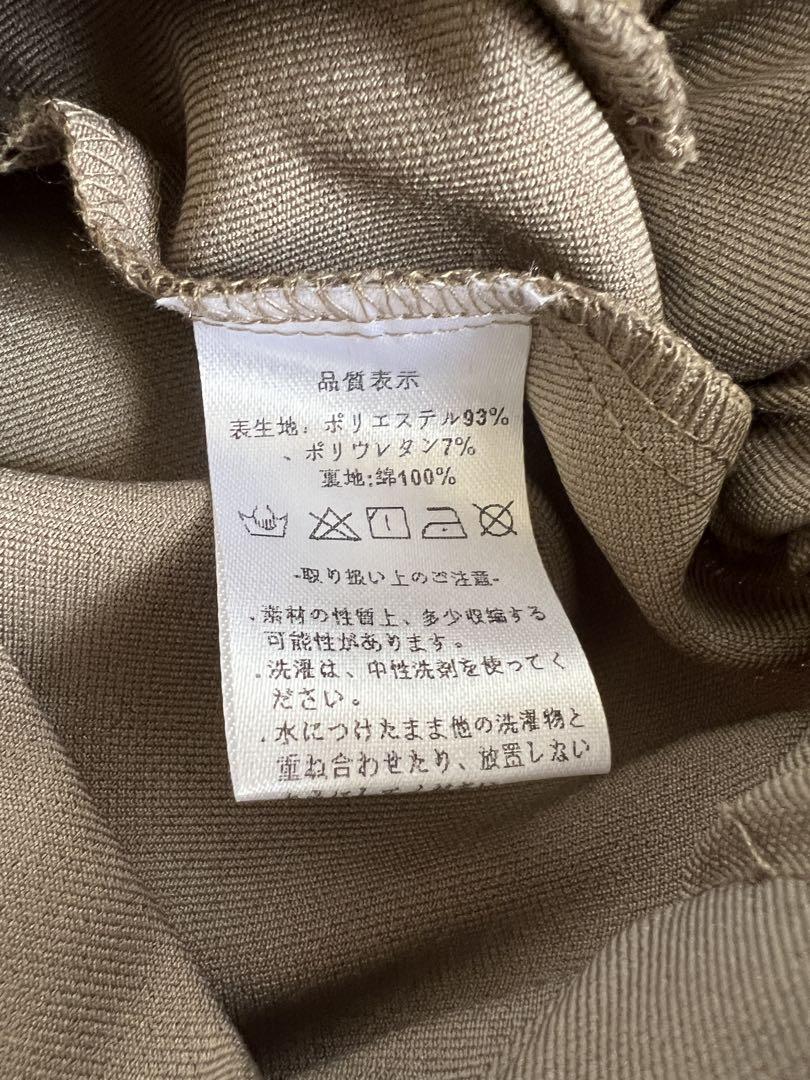 品質表示
表生地: ポリエステル93%
、ポリウレタン7%
裏地:綿100%
-取り扱い上のご注意-
.素材の性質上、多少収縮する
可能性があります。
.洗濯は、中性洗剤を使ってく
ださい。
.水につけたまま他の洗濯物と
重ね合わせため、放置しない